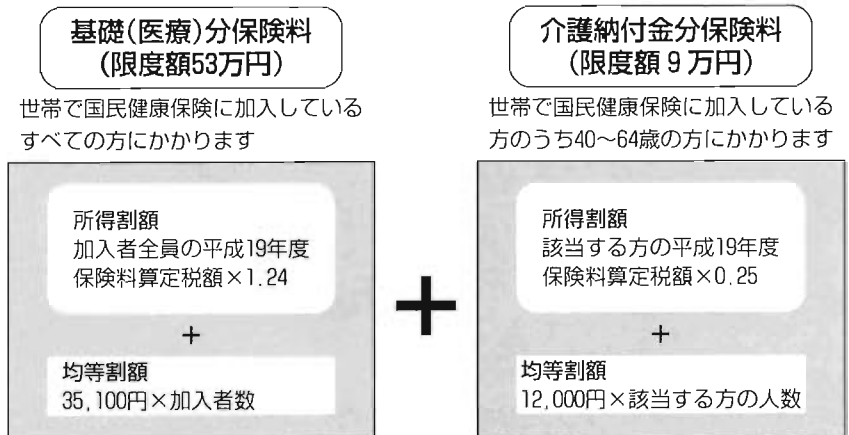 基礎(医療)分保険料
(限度額53万円)
世帯で国民健康保険に加入している
すべての方にかかります
所得割額
加入者全員の平成19年度
保険料算定税額×1.24
+
均等割額
35,100円×加入者数
+
介護納付金分保険料
(限度額9万円)
世帯で国民健康保険に加入している
方のうち40～64歳の方にかかります
所得割額
該当する方の平成19年度
保険料算定税額×0.25
+
均等割額
12,000円×該当する方の人数